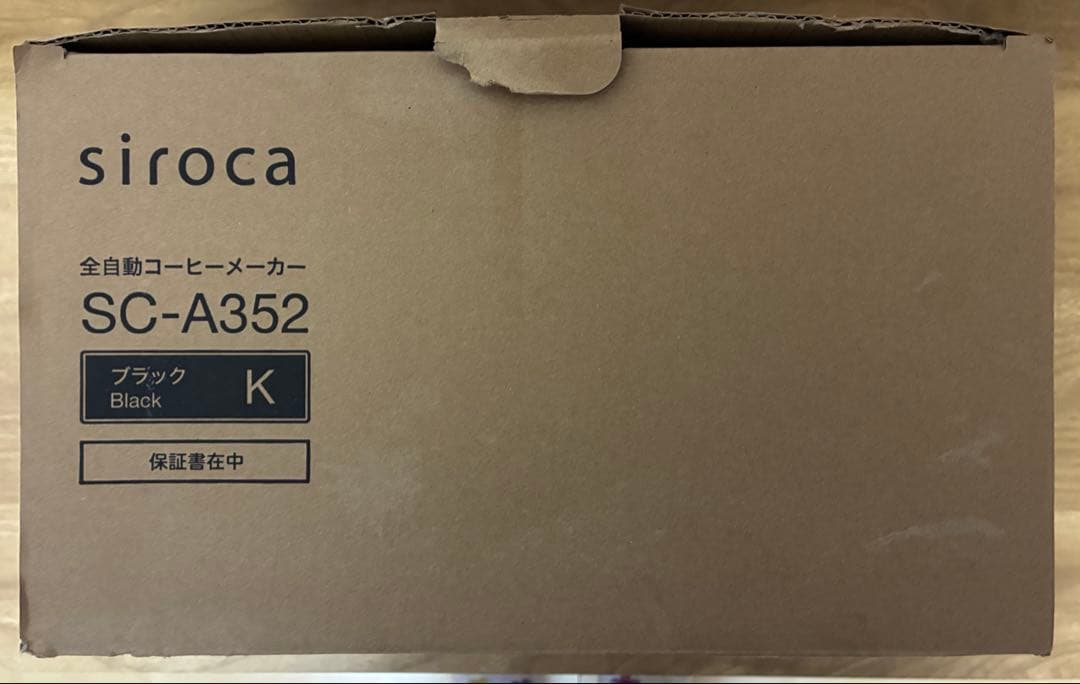 siroca
全自動コーヒーメーカー
SC-A352
ブラック K
Black
保証書在中